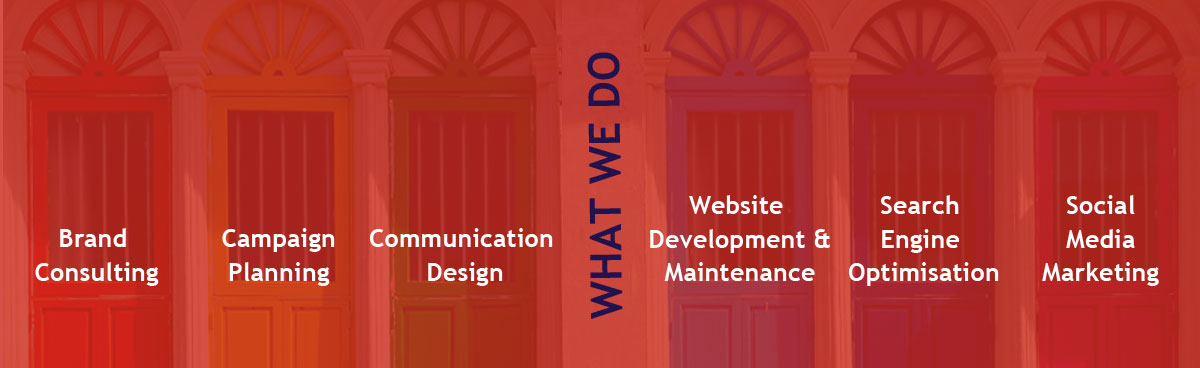 Brand
Consulting
Campaign
Planning
Communication
Design
WHAT WE DO
Website
Development &
Maintenance
Search
Engine
Optimisation
Social
Media
Marketing